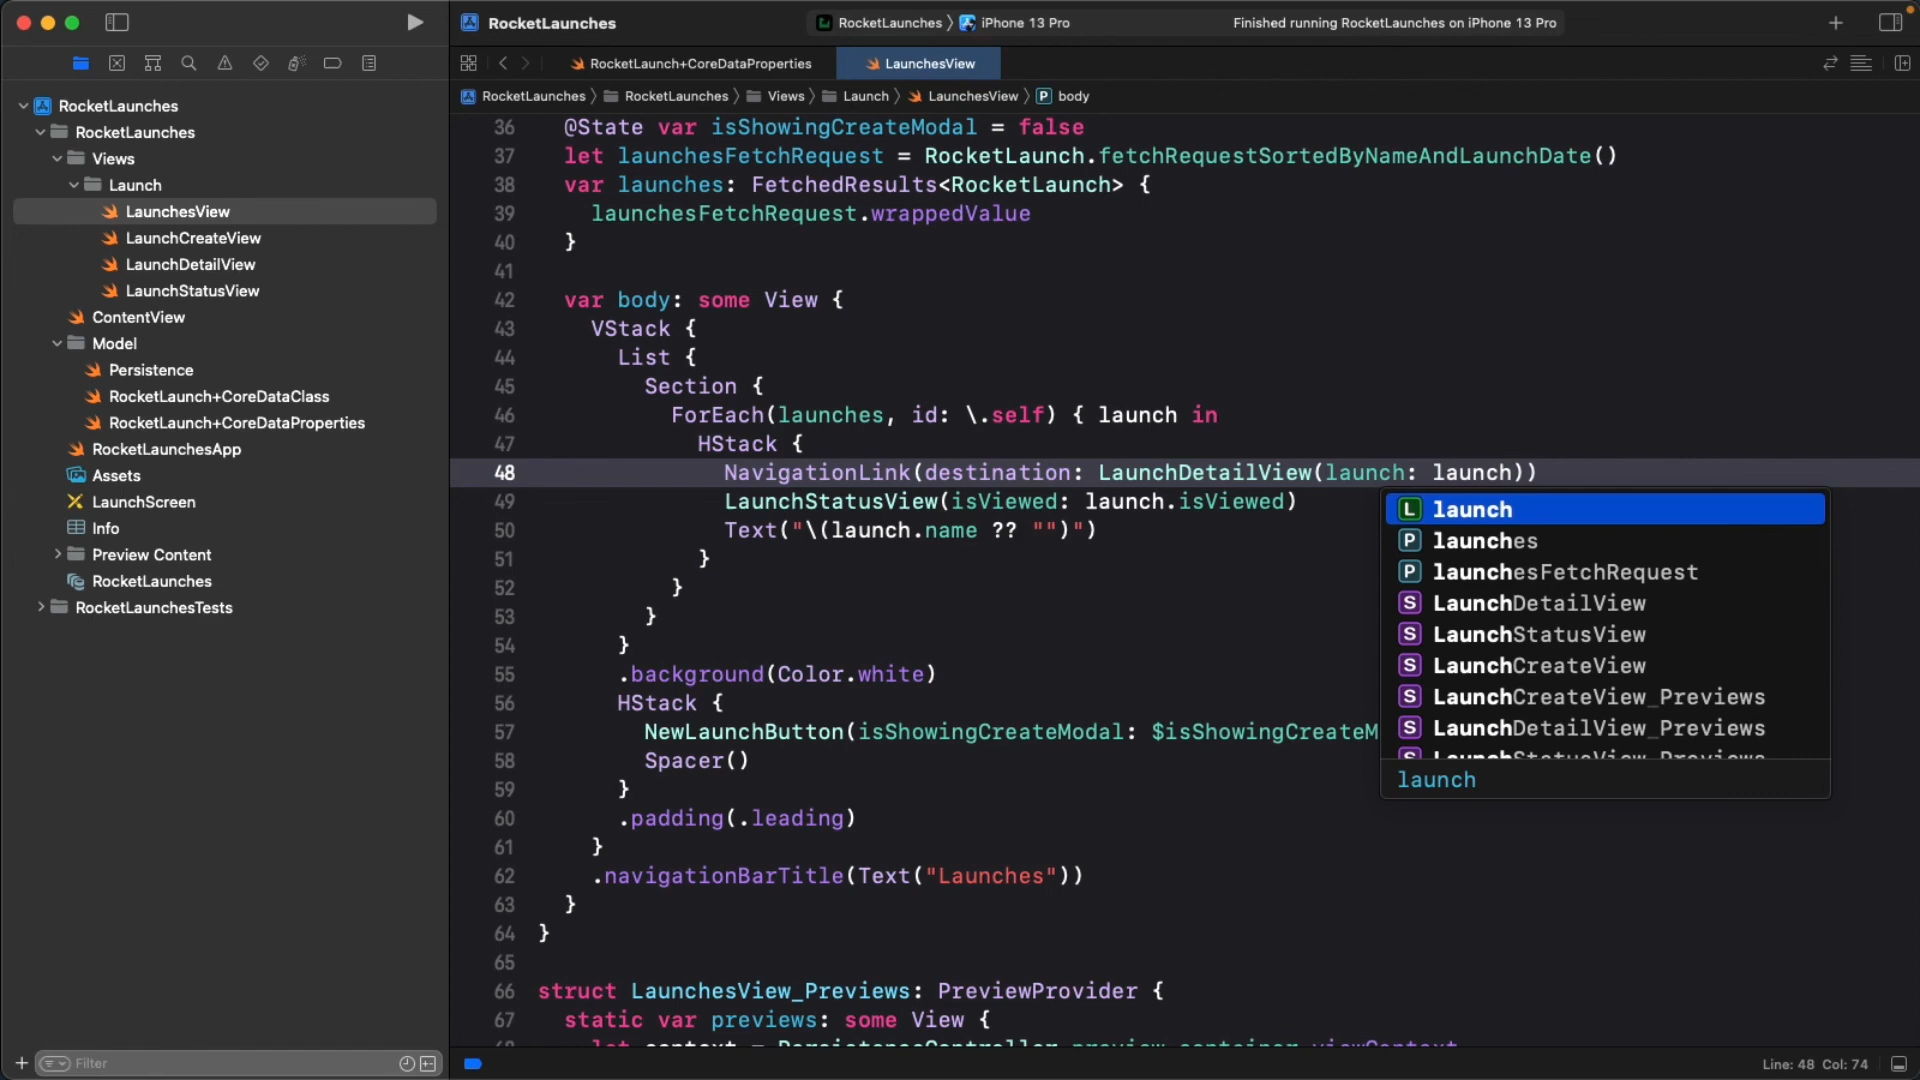 RocketLaunches
RocketLaunches 〉 iPhone 13 Pro
Finished running RocketLaunches on iPhone 13 Pro
RocketLaunch+CoreDataProperties
LaunchesView
RocketLaunches 〉 RocketLaunches 〉 Views 〉 Launch 〉 LaunchesView 〉 P body
RocketLaunches
RocketLaunches
Views
Launch
LaunchesView
LaunchCreateView
LaunchDetailView
LaunchStatusView
ContentView
Model
Persistence
RocketLaunch+CoreDataClass
RocketLaunch+CoreDataProperties
RocketLaunchesApp
Assets
LaunchScreen
Info
Preview Content
RocketLaunches
RocketLaunchesTests
Filter
36 @State var isShowingCreateModal = false
37 let launchesFetchRequest = RocketLaunch.fetchRequestSortedByNameAndLaunchDate()
38 var launches: FetchedResults<RocketLaunch> {
39 launchesFetchRequest.wrappedValue
40 }
41
42 var body: some View {
43 VStack {
44 List {
45 Section {
46 ForEach(launches, id: \.self) { launch in
47 HStack {
48 NavigationLink(destination: LaunchDetailView(launch: launch))
49 LaunchStatusView(isViewed: launch.isViewed)
50 Text("\(launch.name ?? "")")
51 }
52 }
53 }
54 }
55 .background(Color.white)
56 HStack {
57 NewLaunchButton(isShowingCreateModal: $isShowingCreateM
58 Spacer()
59 }
60 .padding(.leading)
61 }
62 .navigationBarTitle(Text("Launches"))
63 }
64 }
65
66 struct LaunchesView_Previews: PreviewProvider {
67 static var previews: some View {
L launch
P launches
P launchesFetchRequest
S LaunchDetailView
S LaunchStatusView
S LaunchCreateView
S LaunchCreateView_Previews
S LaunchDetailView_Previews
launch
Line: 48 Col: 74